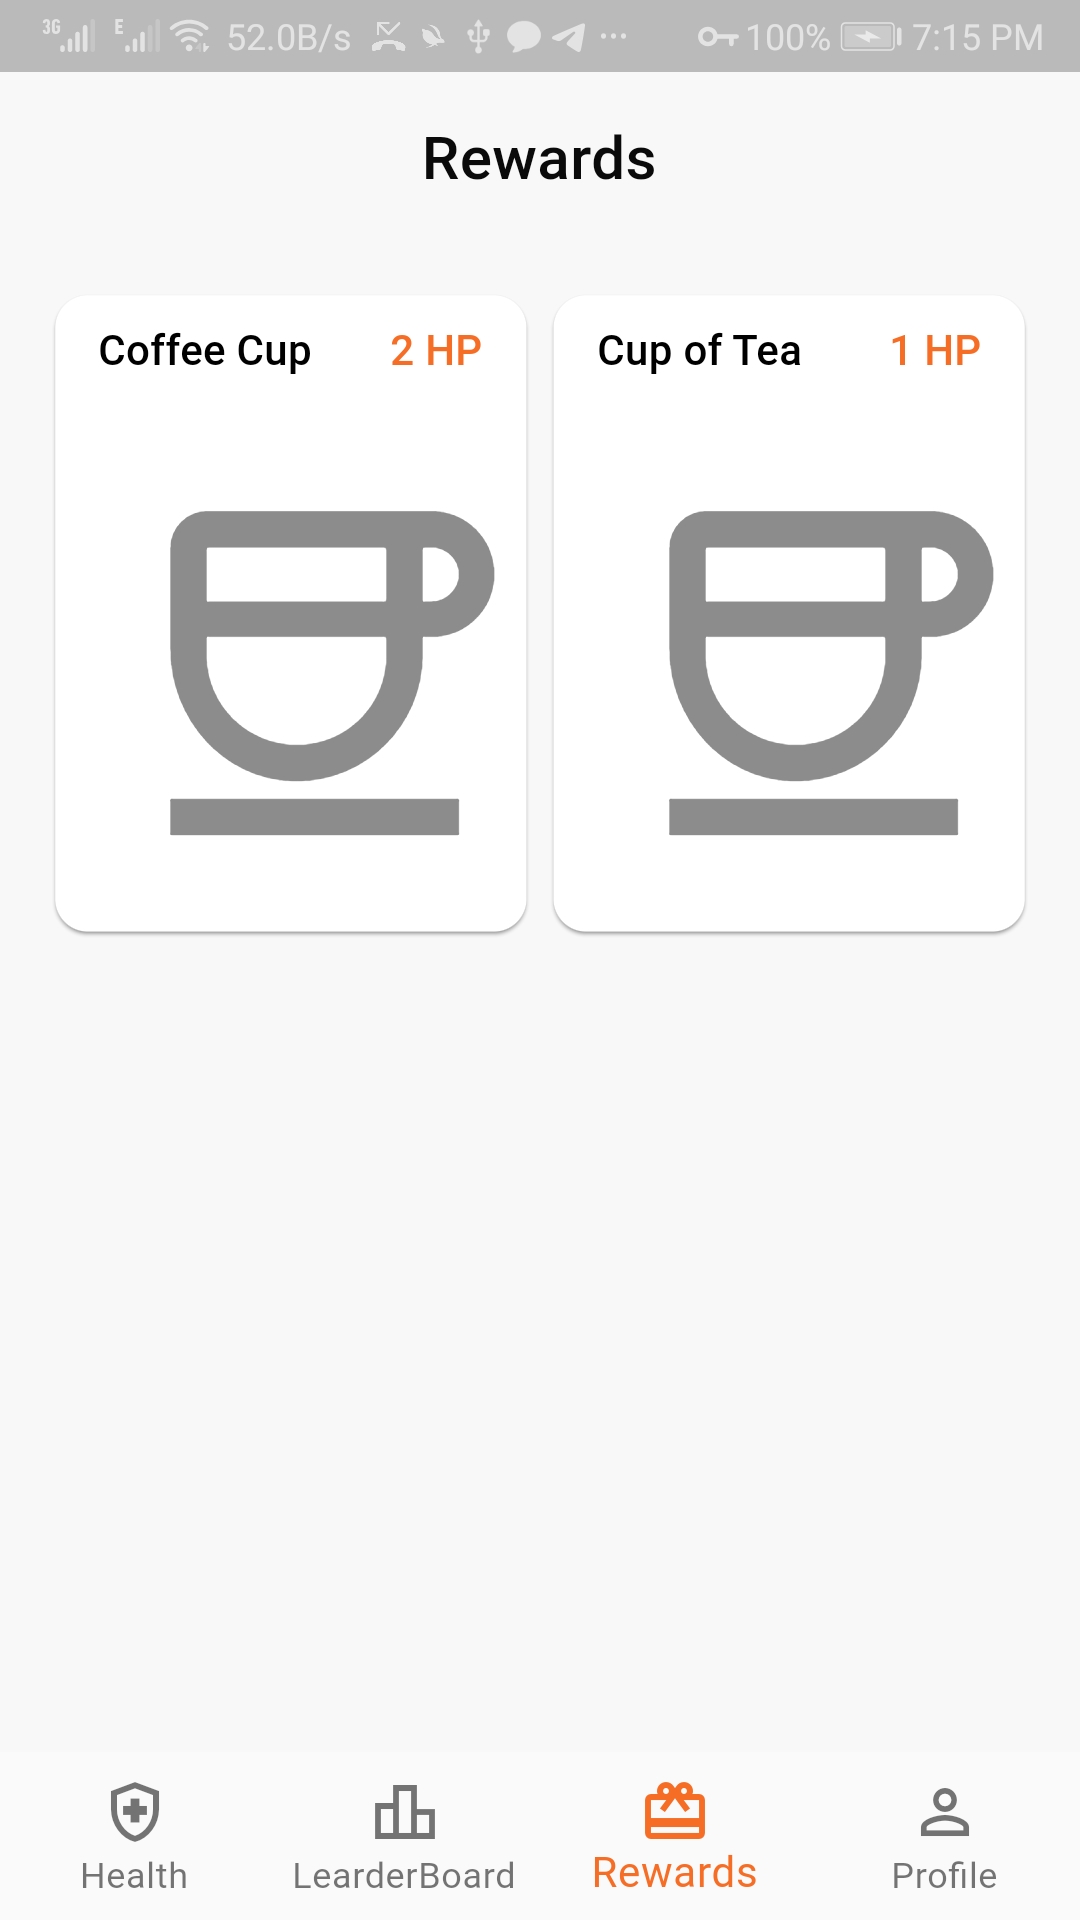 3G E 52.0B/s 100% 7:15 PM
Rewards
Coffee Cup 2 HP
Cup of Tea 1 HP
Health LearderBoard Rewards Profile